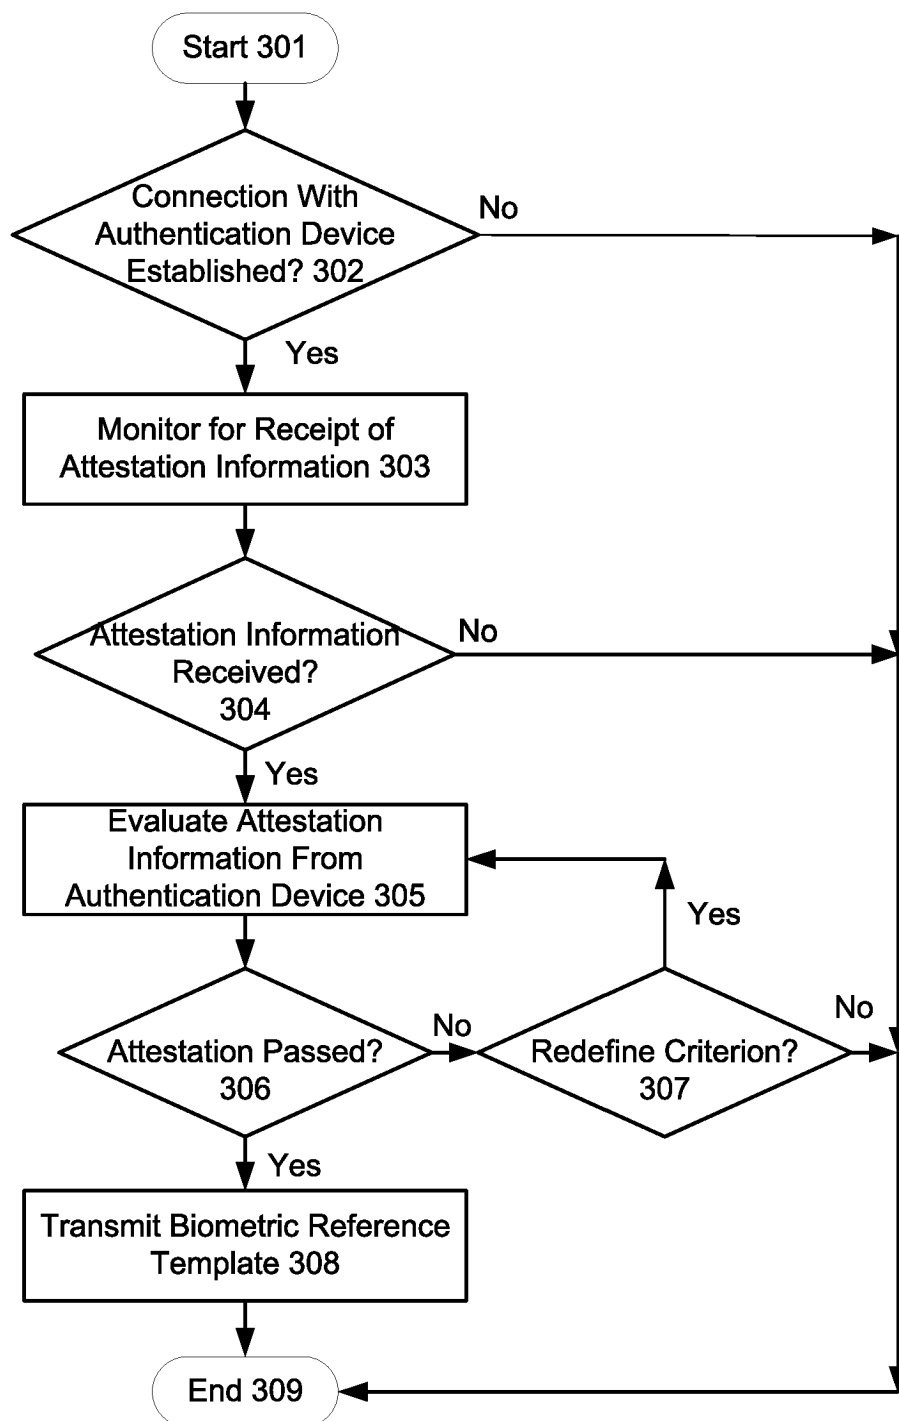 Start 301
Connection With
Authentication Device
Established? 302
No
Yes
Monitor for Receipt of
Attestation Information 303
Attestation Information
Received?
304
No
Yes
Evaluate Attestation
Information From
Authentication Device 305
Yes
Attestation Passed?
306
No
Redefine Criterion?
307
No
Yes
Transmit Biometric Reference
Template 308
End 309